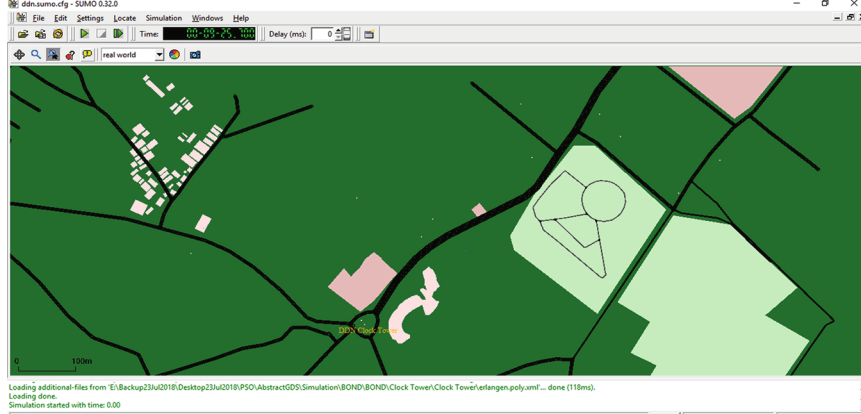 ddn.sumo.cfg - SUMO 0.32.0
File Edit Settings Locate Simulation Windows Help
Time: 00-09-25.700 Delay (ms): 0
real world
DDN Clock Tower
0 100m
Loading additional-files from 'E:\Backup23Jul2018\Desktop23Jul2018\PSO\AbstractGDS\Simulation\BOND\BOND\Clock Tower\Clock Tower\erlangen.poly.xml'... done (118ms).
Loading done.
Simulation started with time: 0.00